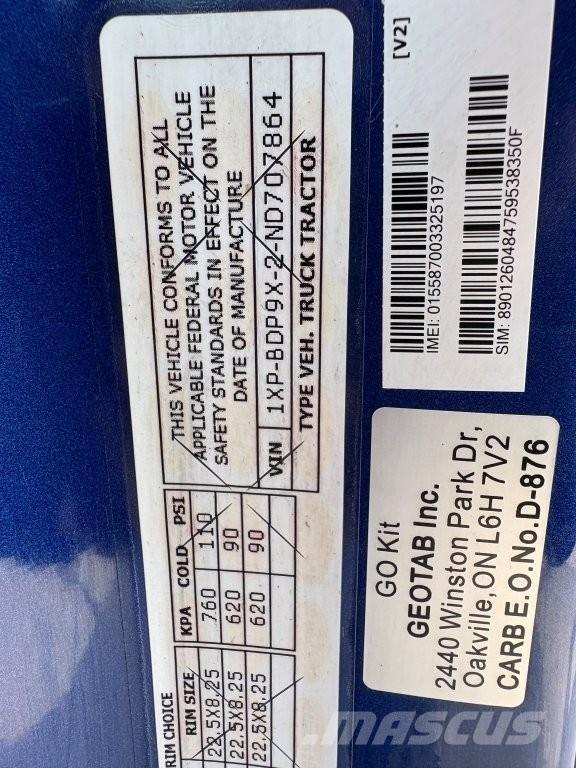 THIS VEHICLE CONFORMS TO ALL
APPLICABLE FEDERAL MOTOR VEHICLE
SAFETY STANDARDS IN EFFECT ON THE
DATE OF MANUFACTURE
VIN 1XP-BDP9X-2-ND707864
TYPE VEH. TRUCK TRACTOR
RIM CHOICE
RIM SIZE KPA COLD PSI
22.5X8.25 760 110
22.5X8.25 620 90
22.5X8.25 620 90
[V2]
IMEI: 015587003325197
SIM: 8901260484759538350F
GO Kit
GEOTAB Inc.
2440 Winston Park Dr,
Oakville, ON L6H 7V2
CARB E.O.No.D-876
MASCUS